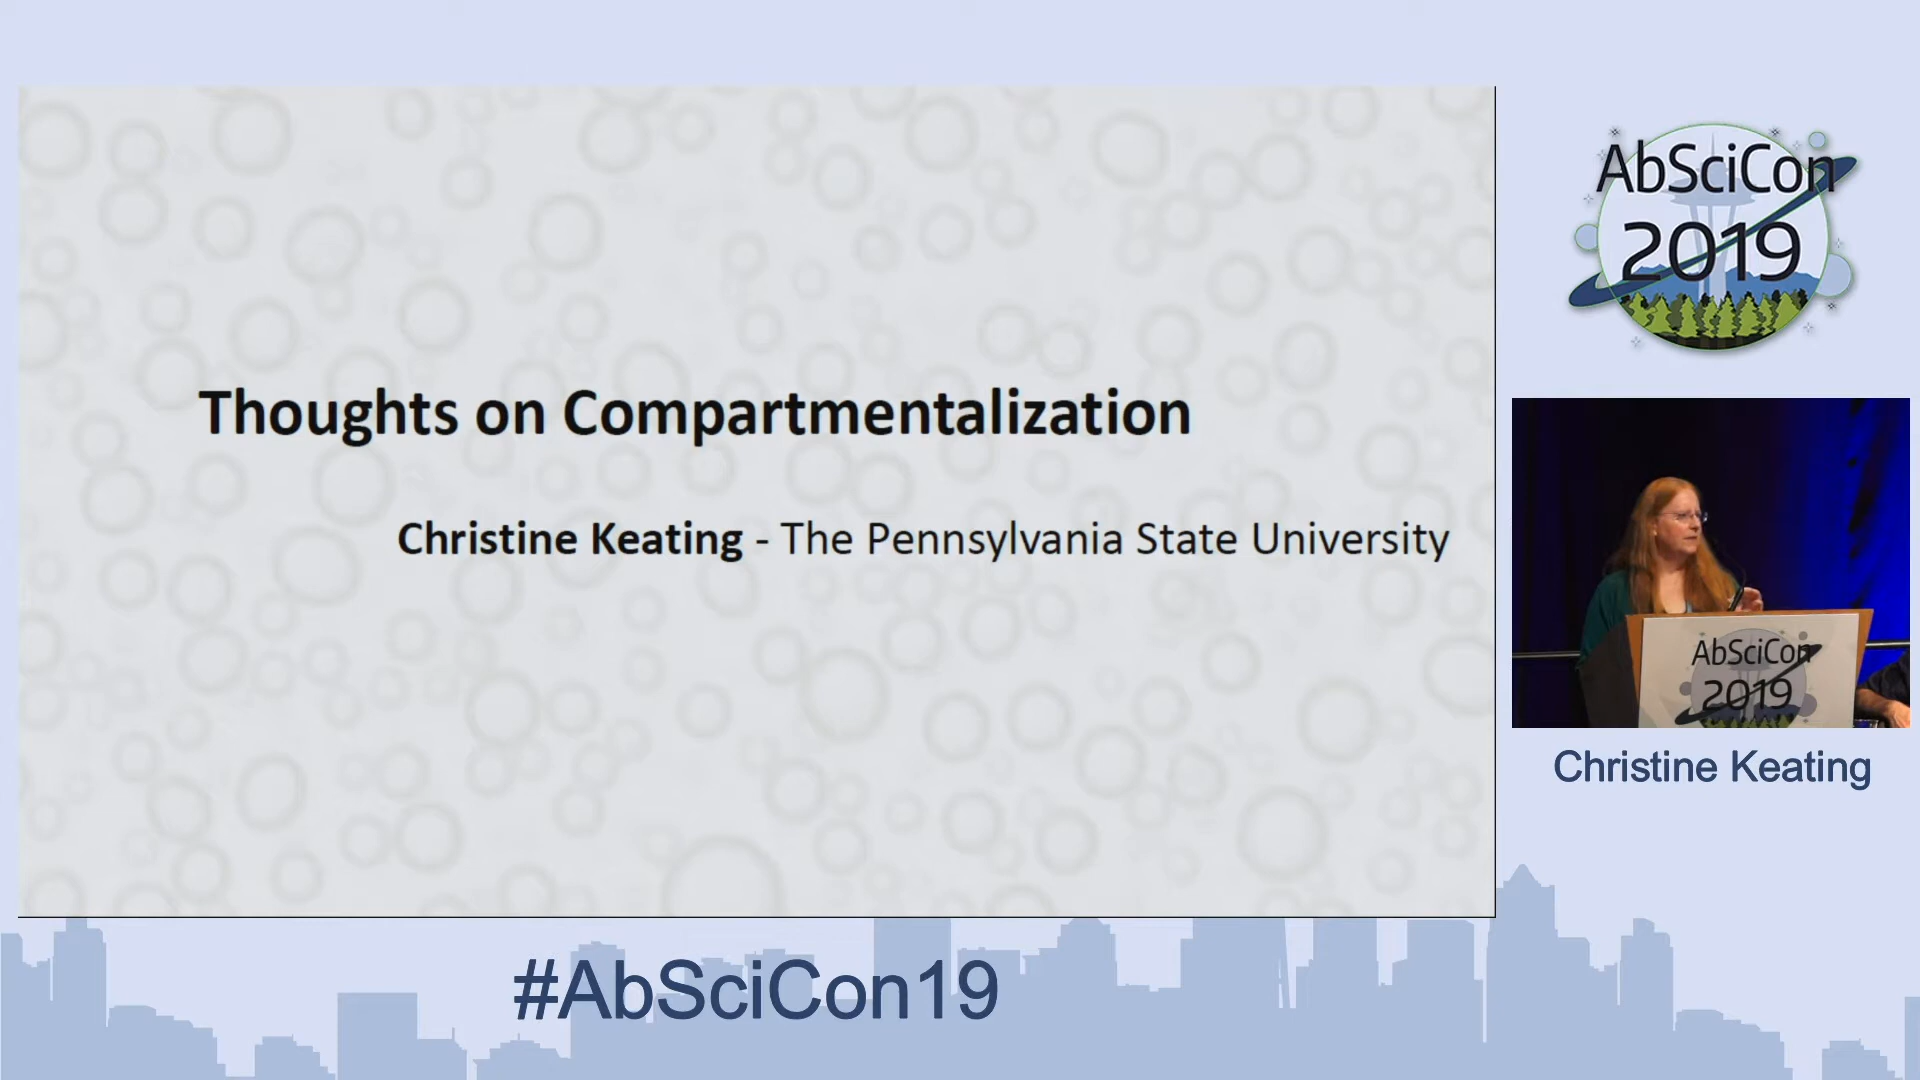 Thoughts on Compartmentalization
Christine Keating - The Pennsylvania State University
AbSciCon
2019
AbSciCon
2019
Christine Keating
#AbSciCon19